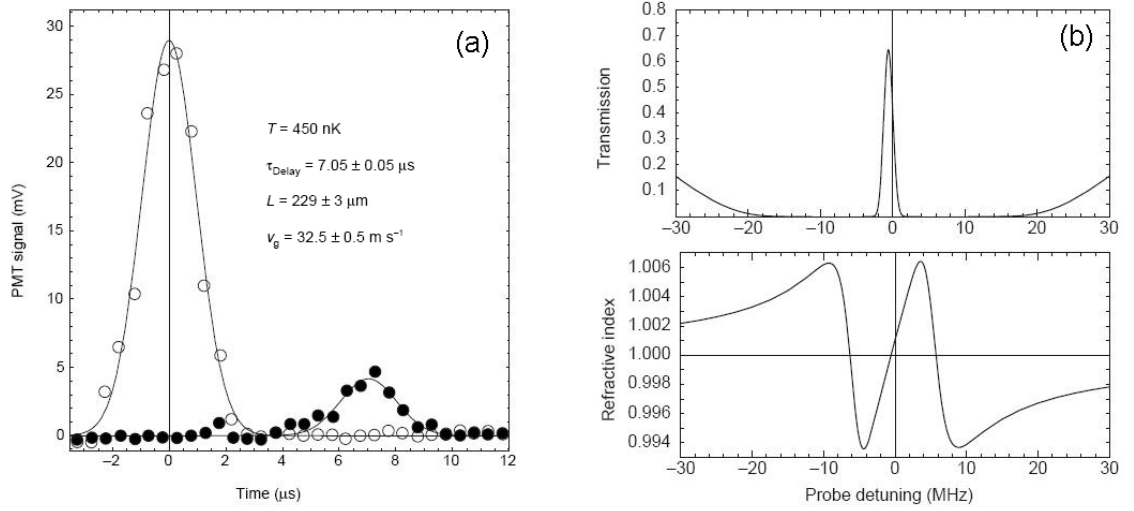 (a)
30
25
20
15
10
5
0
PMT signal (mV)
T = 450 nK
τDelay = 7.05 ± 0.05 μs
L = 229 ± 3 μm
vg = 32.5 ± 0.5 m s⁻¹
−2 0 2 4 6 8 10 12
Time (μs)
(b)
0.8
0.7
0.6
0.5
0.4
0.3
0.2
0.1
Transmission
−30 −20 −10 0 10 20 30
1.006
1.004
1.002
1.000
0.998
0.996
0.994
Refractive index
−30 −20 −10 0 10 20 30
Probe detuning (MHz)